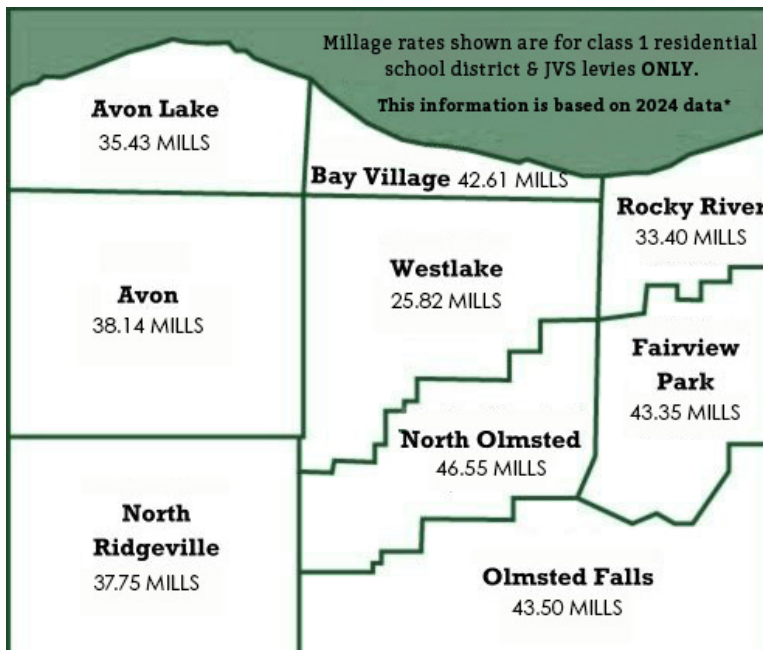 Millage rates shown are for class 1 residential
school district & JVS levies ONLY.
This information is based on 2024 data*
Avon Lake
35.43 MILLS
Bay Village 42.61 MILLS
Rocky River
33.40 MILLS
Avon
38.14 MILLS
Westlake
25.82 MILLS
Fairview
Park
43.35 MILLS
North Olmsted
46.55 MILLS
North
Ridgeville
37.75 MILLS
Olmsted Falls
43.50 MILLS